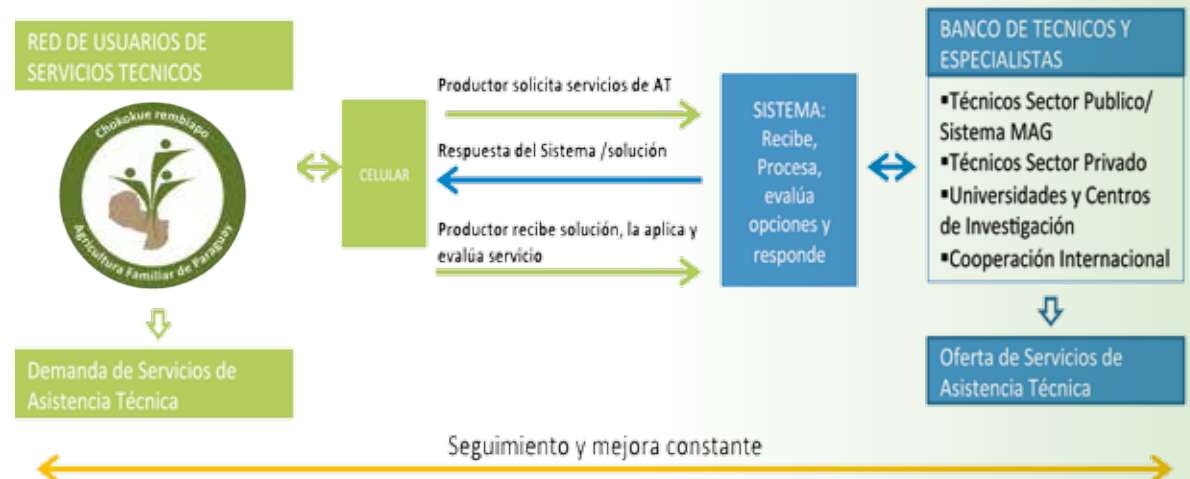 RED DE USUARIOS DE
SERVICIOS TECNICOS
Chokokue rembiapo
Agricultura Familiar de Paraguay
Demanda de Servicios de
Asistencia Técnica
CELULAR
Productor solicita servicios de AT
Respuesta del Sistema /solución
Productor recibe solución, la aplica y
evalúa servicio
SISTEMA:
Recibe,
Procesa,
evalúa
opciones y
responde
BANCO DE TECNICOS Y
ESPECIALISTAS
▪Técnicos Sector Publico/
Sistema MAG
▪Técnicos Sector Privado
▪Universidades y Centros
de Investigación
▪Cooperación Internacional
Oferta de Servicios de
Asistencia Técnica
Seguimiento y mejora constante